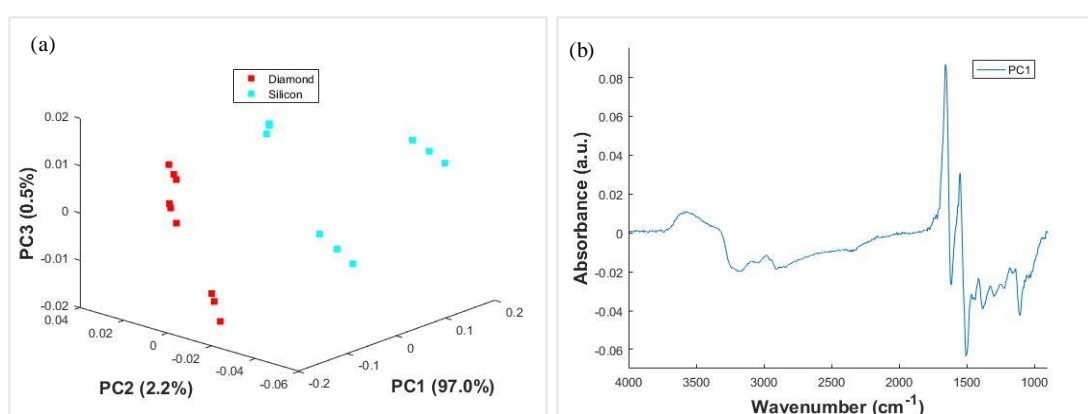 (a)
Diamond
Silicon
0.02
0.01
0
-0.01
-0.02
PC3 (0.5%)
0.04
0.02
0
-0.02
-0.04
-0.06
PC2 (2.2%)
-0.2
-0.1
0
0.1
0.2
PC1 (97.0%)
(b)
PC1
0.08
0.06
0.04
0.02
0
-0.02
-0.04
-0.06
Absorbance (a.u.)
4000 3500 3000 2500 2000 1500 1000
Wavenumber (cm⁻¹)